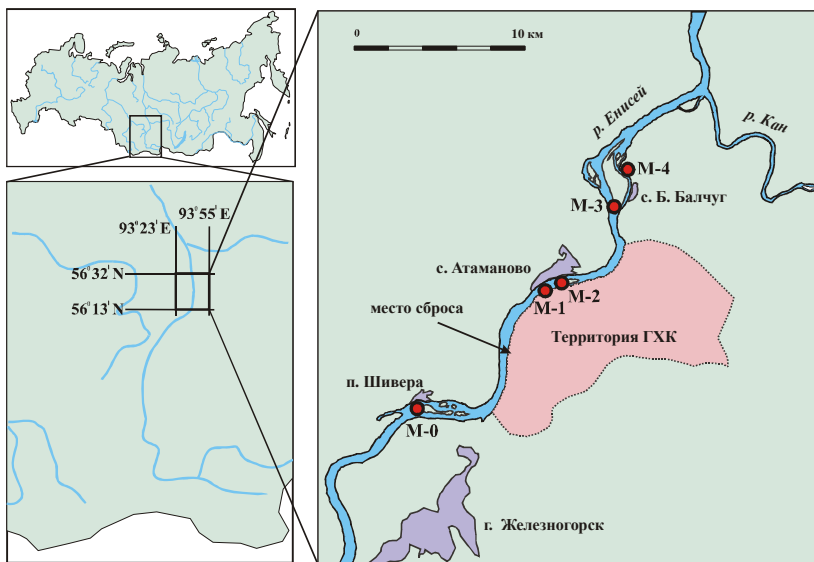 0
10 км
р. Енисей
р. Кан
М-4
с. Б. Балчуг
М-3
93°55' E
93°23' E
56°32' N
56°13' N
с. Атаманово
М-2
М-1
место сброса
Территория ГХК
п. Шивера
М-0
г. Железногорск